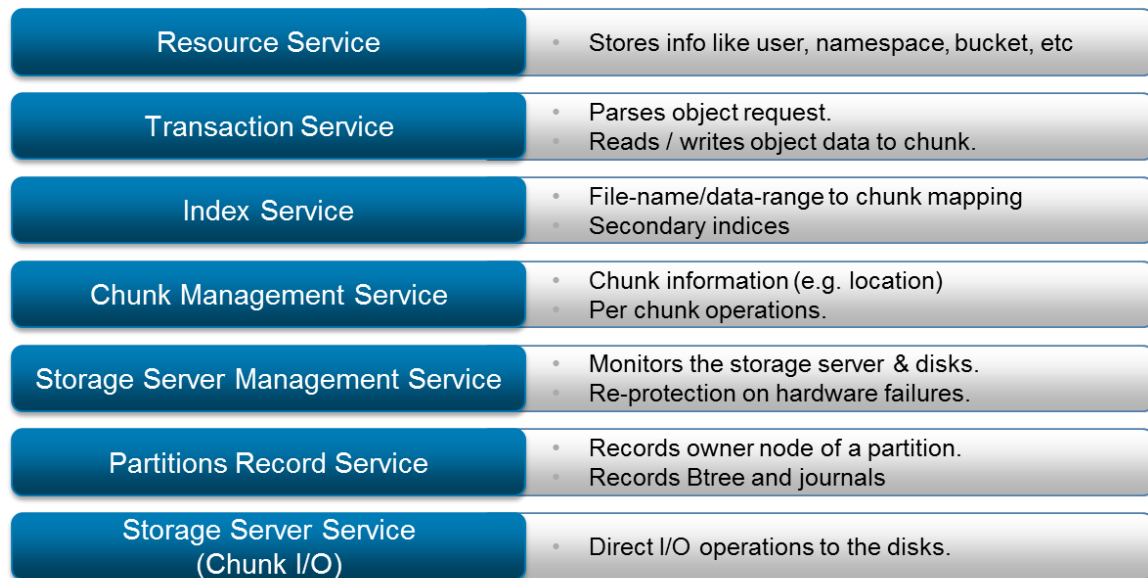 Resource Service
• Stores info like user, namespace, bucket, etc
Transaction Service
• Parses object request.
• Reads / writes object data to chunk.
Index Service
• File-name/data-range to chunk mapping
• Secondary indices
Chunk Management Service
• Chunk information (e.g. location)
• Per chunk operations.
Storage Server Management Service
• Monitors the storage server & disks.
• Re-protection on hardware failures.
Partitions Record Service
• Records owner node of a partition.
• Records Btree and journals
Storage Server Service
(Chunk I/O)
• Direct I/O operations to the disks.